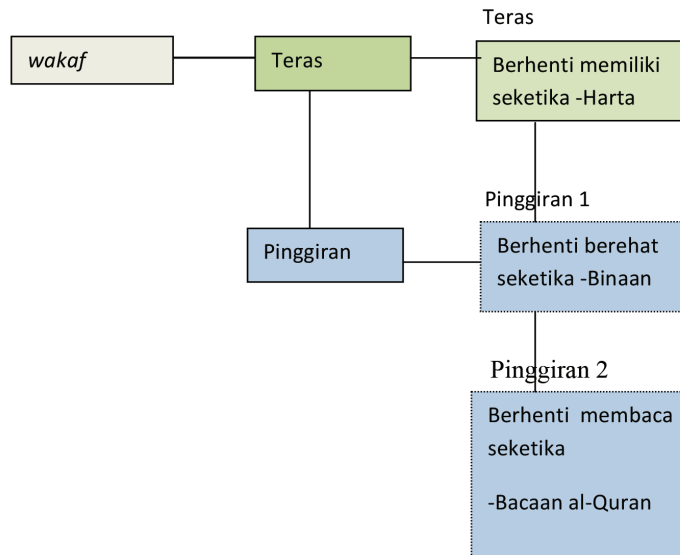 Teras
wakaf
Teras
Berhenti memiliki
seketika -Harta
Pinggiran 1
Pinggiran
Berhenti berehat
seketika -Binaan
Pinggiran 2
Berhenti membaca
seketika
-Bacaan al-Quran